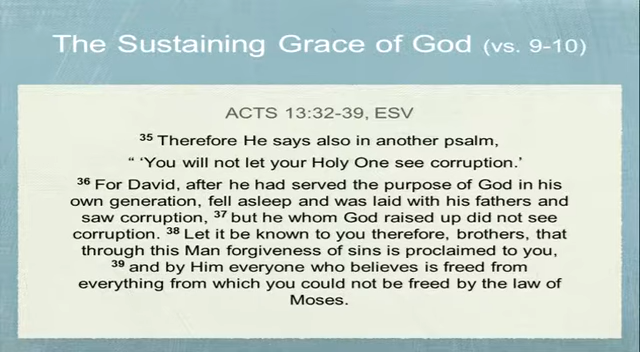 The Sustaining Grace of God (vs. 9-10)
ACTS 13:32-39, ESV
35 Therefore He says also in another psalm,
“ ‘You will not let your Holy One see corruption.’
36 For David, after he had served the purpose of God in his
own generation, fell asleep and was laid with his fathers and
saw corruption, 37 but he whom God raised up did not see
corruption. 38 Let it be known to you therefore, brothers, that
through this Man forgiveness of sins is proclaimed to you,
39 and by Him everyone who believes is freed from
everything from which you could not be freed by the law of
Moses.